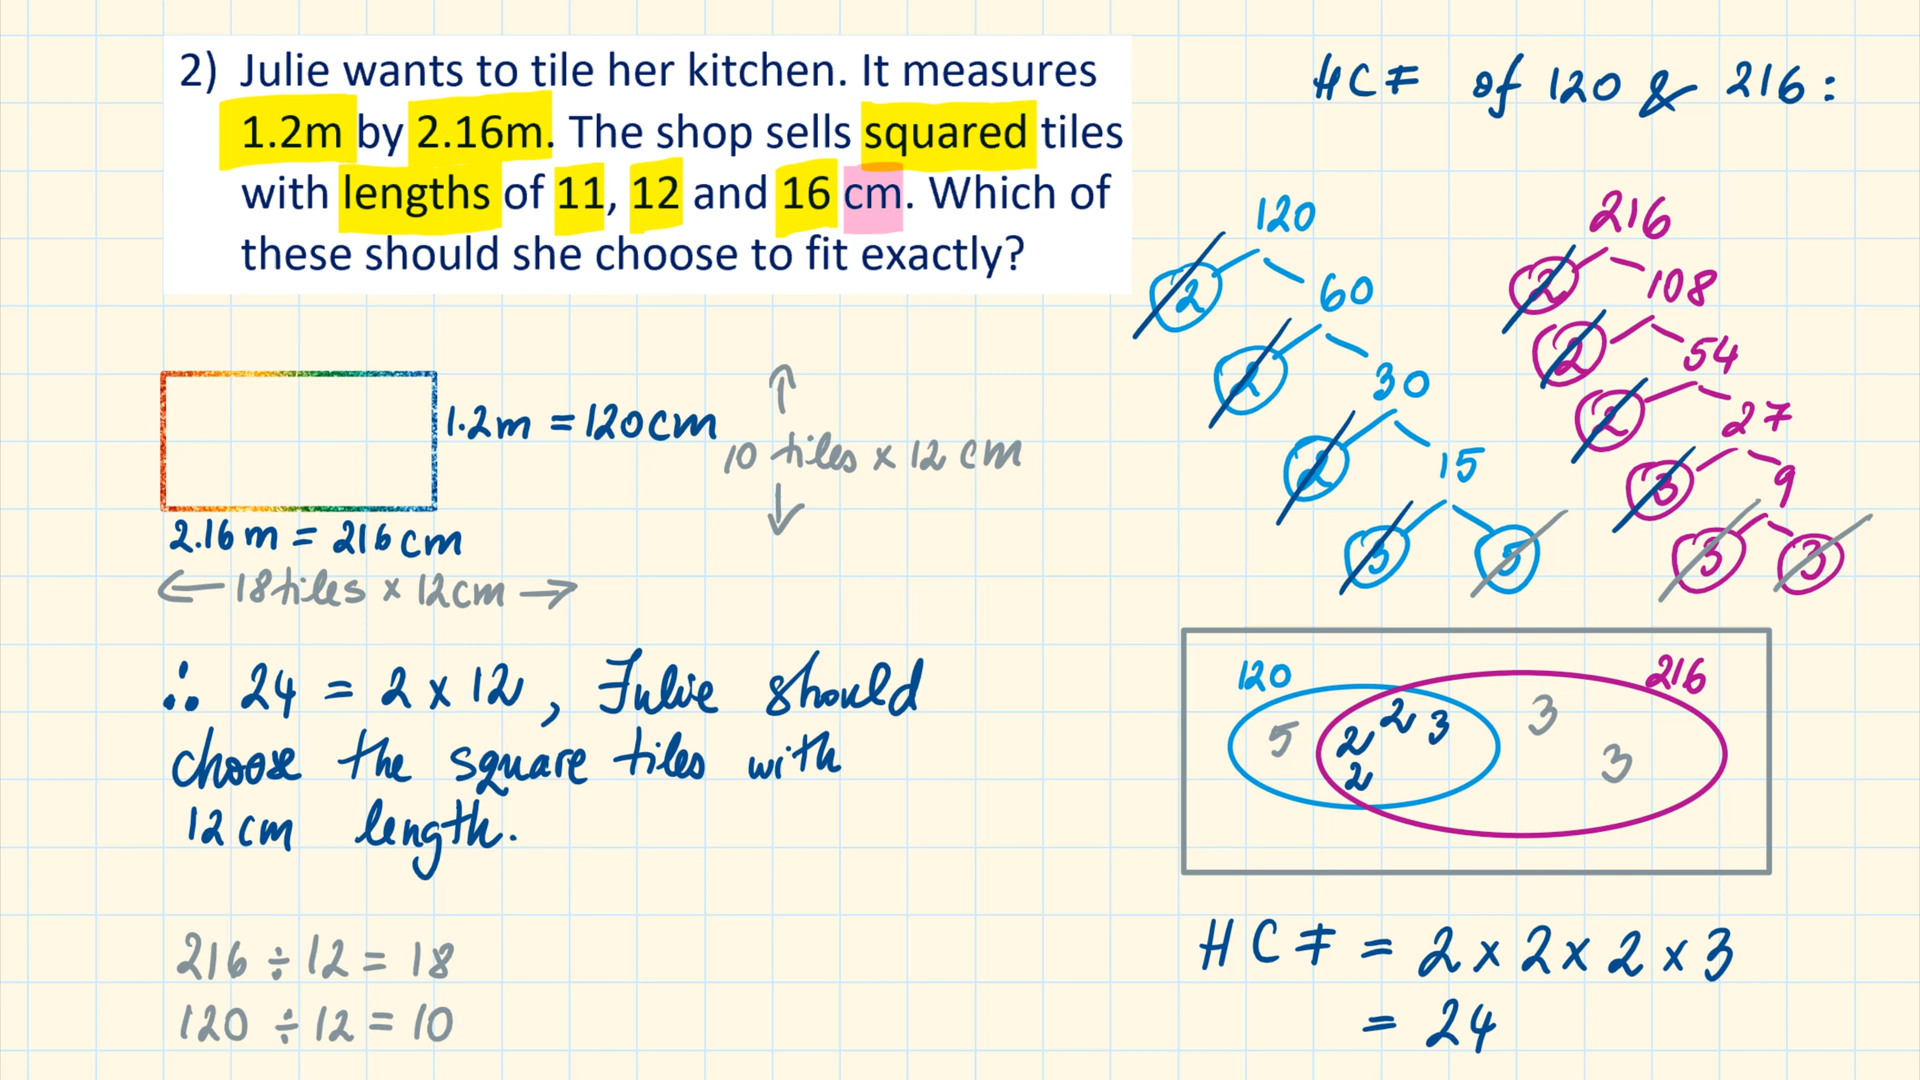 2) Julie wants to tile her kitchen. It measures
1.2m by 2.16m. The shop sells squared tiles
with lengths of 11, 12 and 16 cm. Which of
these should she choose to fit exactly?
1.2m = 120cm
10 tiles x 12 cm
2.16m = 216cm
18 tiles x 12cm
∴ 24 = 2 x 12, Julie should
choose the square tiles with
12cm length.
216 ÷ 12 = 18
120 ÷ 12 = 10
HCF of 120 & 216:
120
2 60
2 30
2 15
3 5
216
2 108
2 54
2 27
3 9
3 3
120 216
5 2 2 3 3
2 3
HCF = 2 x 2 x 2 x 3
= 24